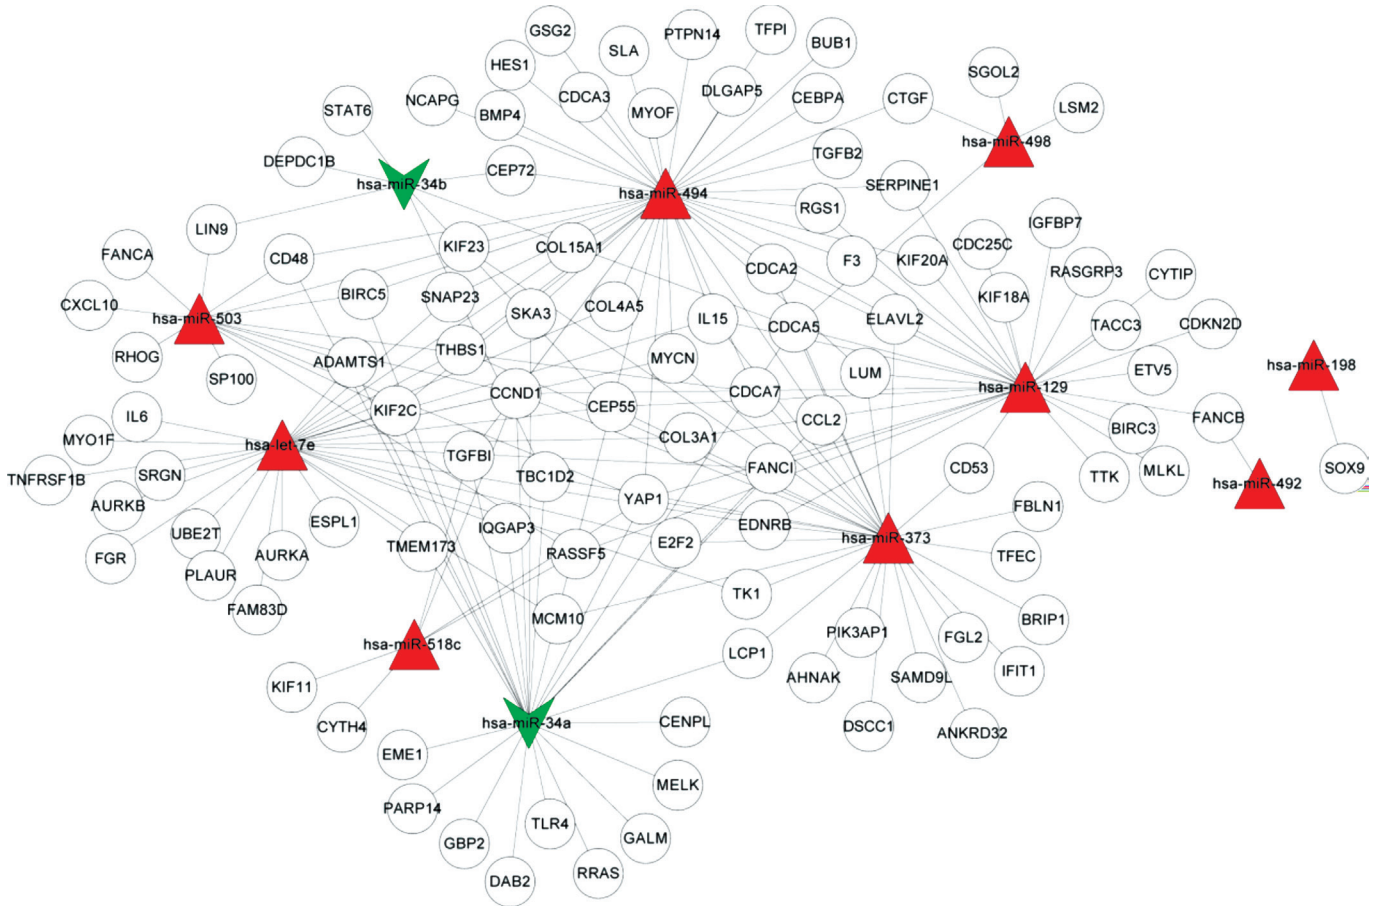 GSG2
PTPN14
TFPI
SLA
BUB1
HES1
SGOL2
NCAPG
CDCA3
DLGAP5
CEBPA
CTGF
LSM2
STAT6
BMP4
MYOF
hsa-miR-498
DEPDC1B
CEP72
TGFB2
hsa-miR-34b
hsa-miR-494
SERPINE1
RGS1
LIN9
IGFBP7
FANCA
CD48
KIF23
COL15A1
CDCA2
F3
KIF20A
CDC25C
RASGRP3
CYTIP
CXCL10
BIRC5
SNAP23
COL4A5
KIF18A
hsa-miR-503
SKA3
IL15
CDCA5
ELAVL2
TACC3
CDKN2D
RHOG
ADAMTS1
THBS1
MYCN
hsa-miR-198
SP100
LUM
ETV5
hsa-miR-129
CCND1
CDCA7
IL6
KIF2C
CEP55
CCL2
FANCB
MYO1F
hsa-let-7e
COL3A1
BIRC3
TGFBI
FANCI
CD53
SOX9
TNFRSF1B
SRGN
TBC1D2
TTK
MLKL
hsa-miR-492
AURKB
YAP1
FBLN1
ESPL1
IQGAP3
EDNRB
UBE2T
hsa-miR-373
FGR
AURKA
TMEM173
RASSF5
E2F2
TFEC
PLAUR
TK1
FAM83D
MCM10
BRIP1
PIK3AP1
FGL2
hsa-miR-518c
LCP1
IFIT1
AHNAK
SAMD9L
KIF11
CYTH4
hsa-miR-34a
CENPL
DSCC1
ANKRD32
EME1
MELK
PARP14
TLR4
GALM
GBP2
RRAS
DAB2